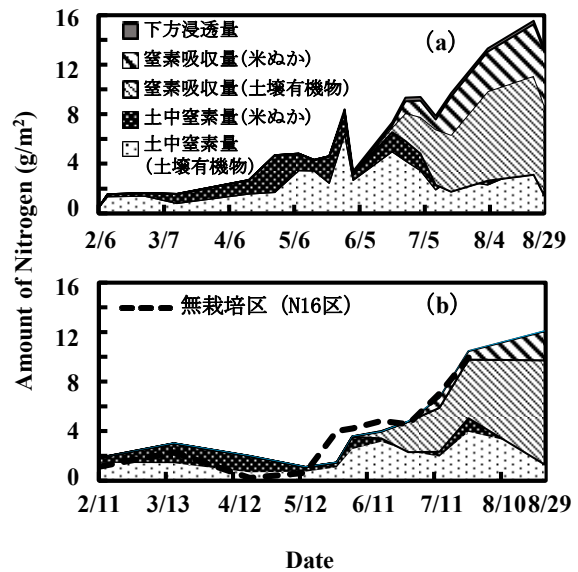 16
12
8
4
0
(a)
下方浸透量
窒素吸収量(米ぬか)
窒素吸収量(土壌有機物)
土中窒素量(米ぬか)
土中窒素量
(土壌有機物)
2/6 3/7 4/6 5/6 6/5 7/5 8/4 8/29
Amount of Nitrogen (g/m²)
16
12
8
4
0
無栽培区 (N16区)
(b)
2/11 3/13 4/12 5/12 6/11 7/11 8/10 8/29
Date